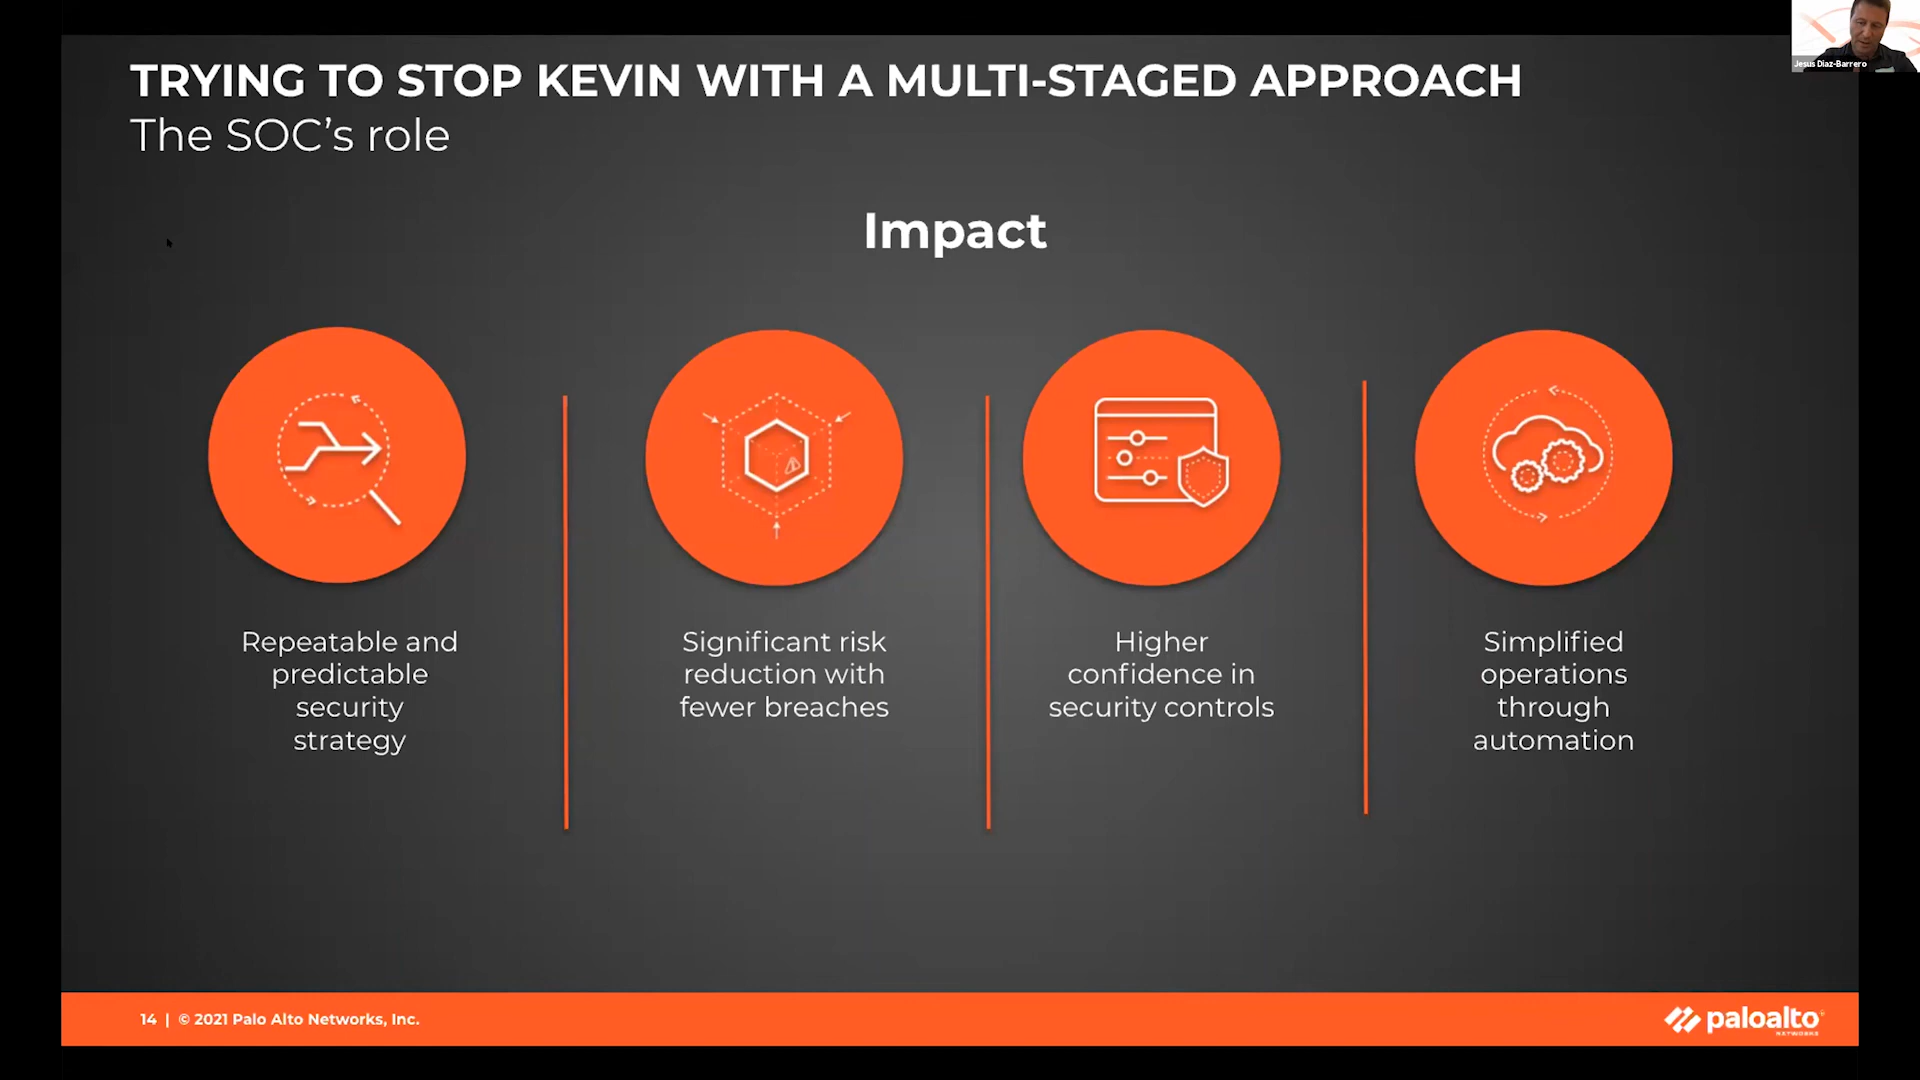 TRYING TO STOP KEVIN WITH A MULTI-STAGED APPROACH
The SOC's role
Jesus Diaz-Barrero
Impact
Repeatable and
predictable
security
strategy
Significant risk
reduction with
fewer breaches
Higher
confidence in
security controls
Simplified
operations
through
automation
14 | © 2021 Palo Alto Networks, Inc.
paloalto
NETWORKS